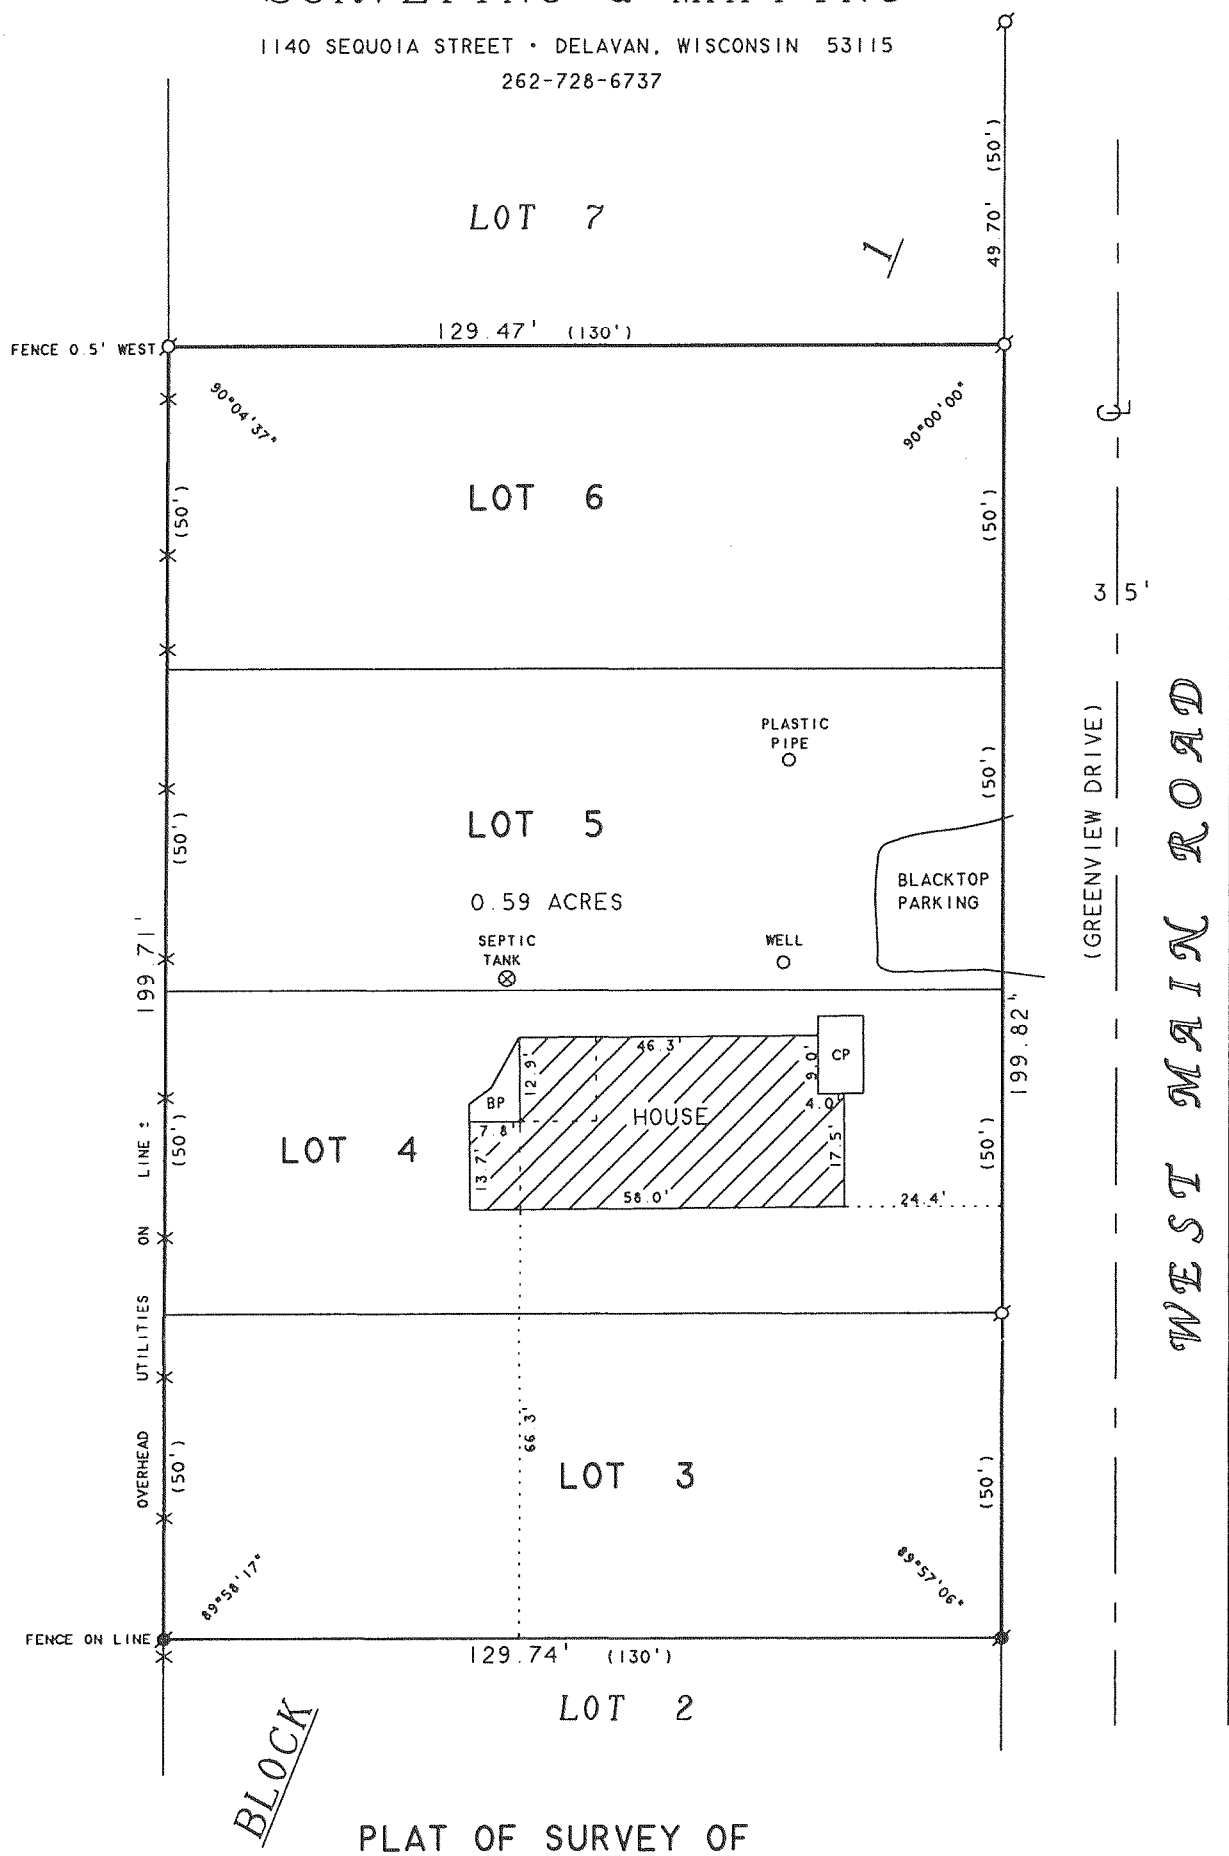 1140 SEQUOIA STREET • DELAVAN, WISCONSIN 53115
262-728-6737
(50')
49.70'
LOT 7
1
129.47' (130')
FENCE 0.5' WEST
90°04'37"
90°00'00"
℄
(50')
LOT 6
(50')
35'
PLASTIC
PIPE
(50')
(50')
LOT 5
BLACKTOP
PARKING
0.59 ACRES
(GREENVIEW DRIVE)
WEST MAIN ROAD
SEPTIC
TANK
WELL
199.71'
199.82'
46.3'
12.9'
9.0'
CP
BP
4.0'
HOUSE
7.8'
13.7'
17.5'
58.0'
24.4'
LOT 4
(50')
(50')
OVERHEAD UTILITIES ON LINE ±
66.3'
LOT 3
(50')
(50')
89°58'17"
89°57'06"
FENCE ON LINE
129.74' (130')
LOT 2
BLOCK
PLAT OF SURVEY OF